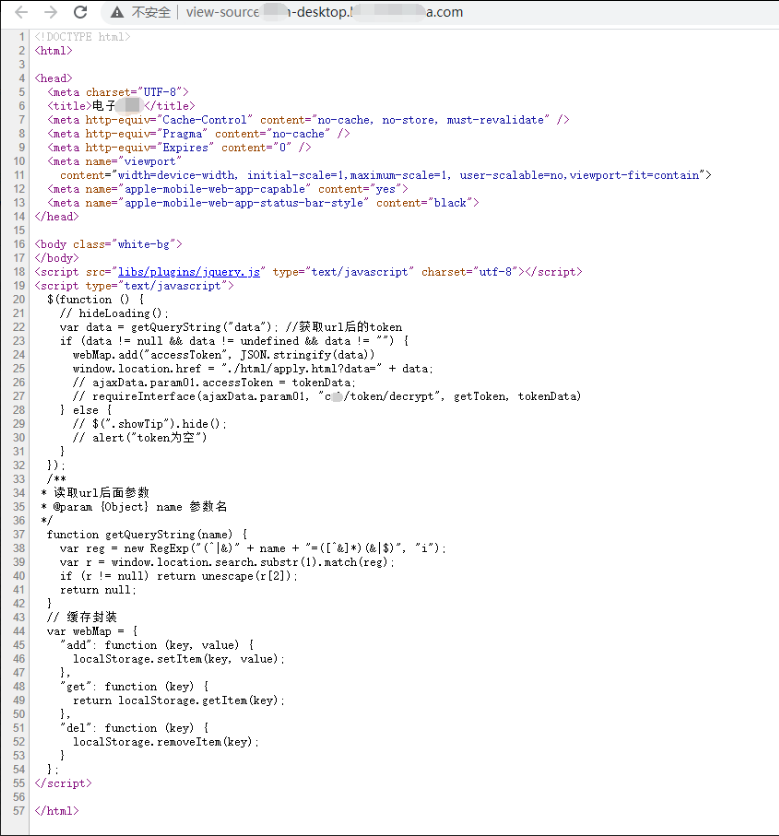 不安全 | view-source n-desktop. a.com
1 <!DOCTYPE html>
2 <html>
3
4 <head>
5 <meta charset="UTF-8">
6 <title>电子 </title>
7 <meta http-equiv="Cache-Control" content="no-cache, no-store, must-revalidate" />
8 <meta http-equiv="Pragma" content="no-cache" />
9 <meta http-equiv="Expires" content="0" />
10 <meta name="viewport"
11 content="width=device-width, initial-scale=1,maximum-scale=1, user-scalable=no,viewport-fit=contain">
12 <meta name="apple-mobile-web-app-capable" content="yes">
13 <meta name="apple-mobile-web-app-status-bar-style" content="black">
14 </head>
15
16 <body class="white-bg">
17 </body>
18 <script src="libs/plugins/jquery.js" type="text/javascript" charset="utf-8"></script>
19 <script type="text/javascript">
20 $(function () {
21 // hideLoading();
22 var data = getQueryString("data"); //获取url后的token
23 if (data != null && data != undefined && data != "") {
24 webMap.add("accessToken", JSON.stringify(data))
25 window.location.href = "./html/apply.html?data=" + data;
26 // ajaxData.param01.accessToken = tokenData;
27 // requireInterface(ajaxData.param01, "c /token/decrypt", getToken, tokenData)
28 } else {
29 // $(".showTip").hide();
30 // alert("token为空")
31 }
32 });
33 /**
34 * 读取url后面参数
35 * @param {Object} name 参数名
36 */
37 function getQueryString(name) {
38 var reg = new RegExp("(^|&)" + name + "=([^&]*)(&|$)", "i");
39 var r = window.location.search.substr(1).match(reg);
40 if (r != null) return unescape(r[2]);
41 return null;
42 }
43 // 缓存封装
44 var webMap = {
45 "add": function (key, value) {
46 localStorage.setItem(key, value);
47 },
48 "get": function (key) {
49 return localStorage.getItem(key);
50 },
51 "del": function (key) {
52 localStorage.removeItem(key);
53 }
54 };
55 </script>
56
57 </html>